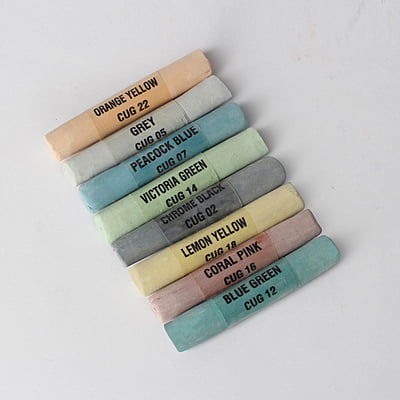 ORANGE YELLOW
CUG 22
GREY
CUG 05
PEACOCK BLUE
CUG 07
VICTORIA GREEN
CUG 14
CHROME BLACK
CUG 02
LEMON YELLOW
CUG 18
CORAL PINK
CUG 16
BLUE GREEN
CUG 12